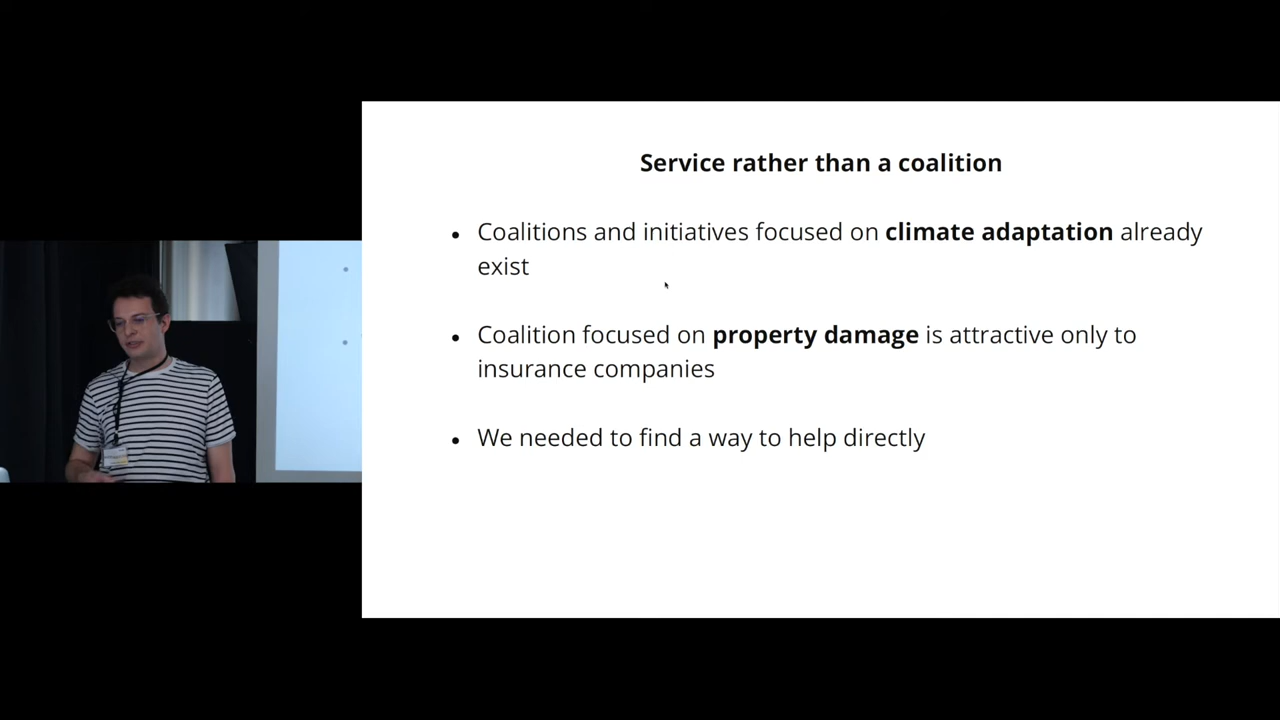 Service rather than a coalition
• Coalitions and initiatives focused on climate adaptation already
exist
• Coalition focused on property damage is attractive only to
insurance companies
• We needed to find a way to help directly